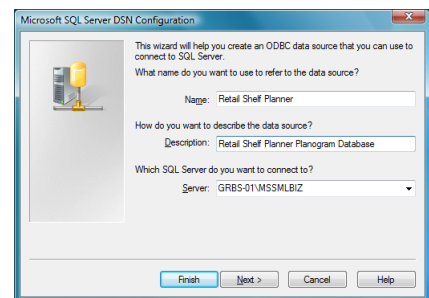 Microsoft SQL Server DSN Configuration
This wizard will help you create an ODBC data source that you can use to
connect to SQL Server.
What name do you want to use to refer to the data source?
Name: Retail Shelf Planner
How do you want to describe the data source?
Description: Retail Shelf Planner Planogram Database
Which SQL Server do you want to connect to?
Server: GRBS-01\MSSMLBIZ
Finish Next > Cancel Help